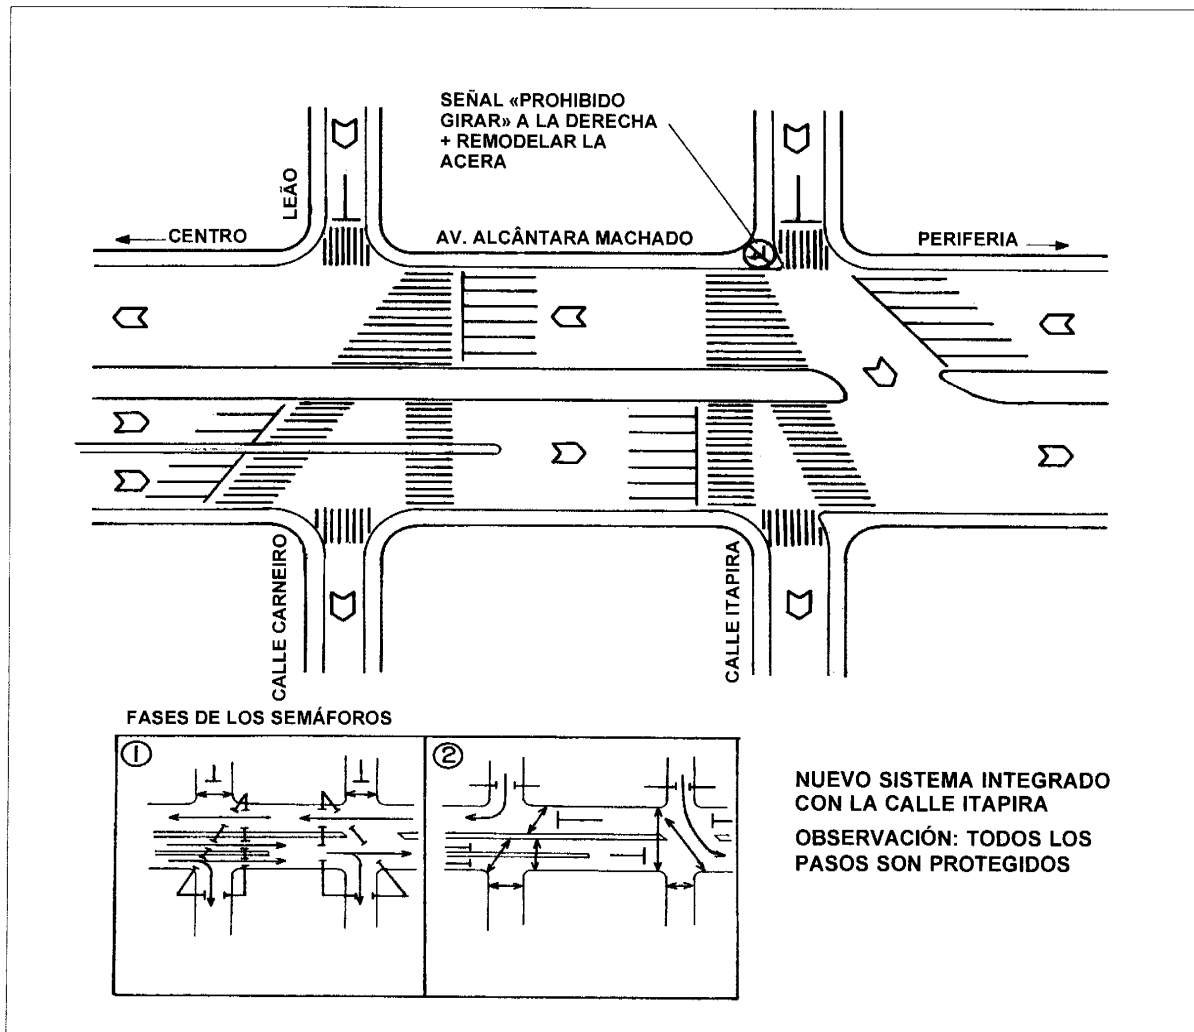 SEÑAL «PROHIBIDO
GIRAR» A LA DERECHA
+ REMODELAR LA
ACERA
LEÃO
CENTRO
AV. ALCÂNTARA MACHADO
PERIFERIA
CALLE CARNEIRO
CALLE ITAPIRA
FASES DE LOS SEMÁFOROS
1
2
NUEVO SISTEMA INTEGRADO
CON LA CALLE ITAPIRA
OBSERVACIÓN: TODOS LOS
PASOS SON PROTEGIDOS